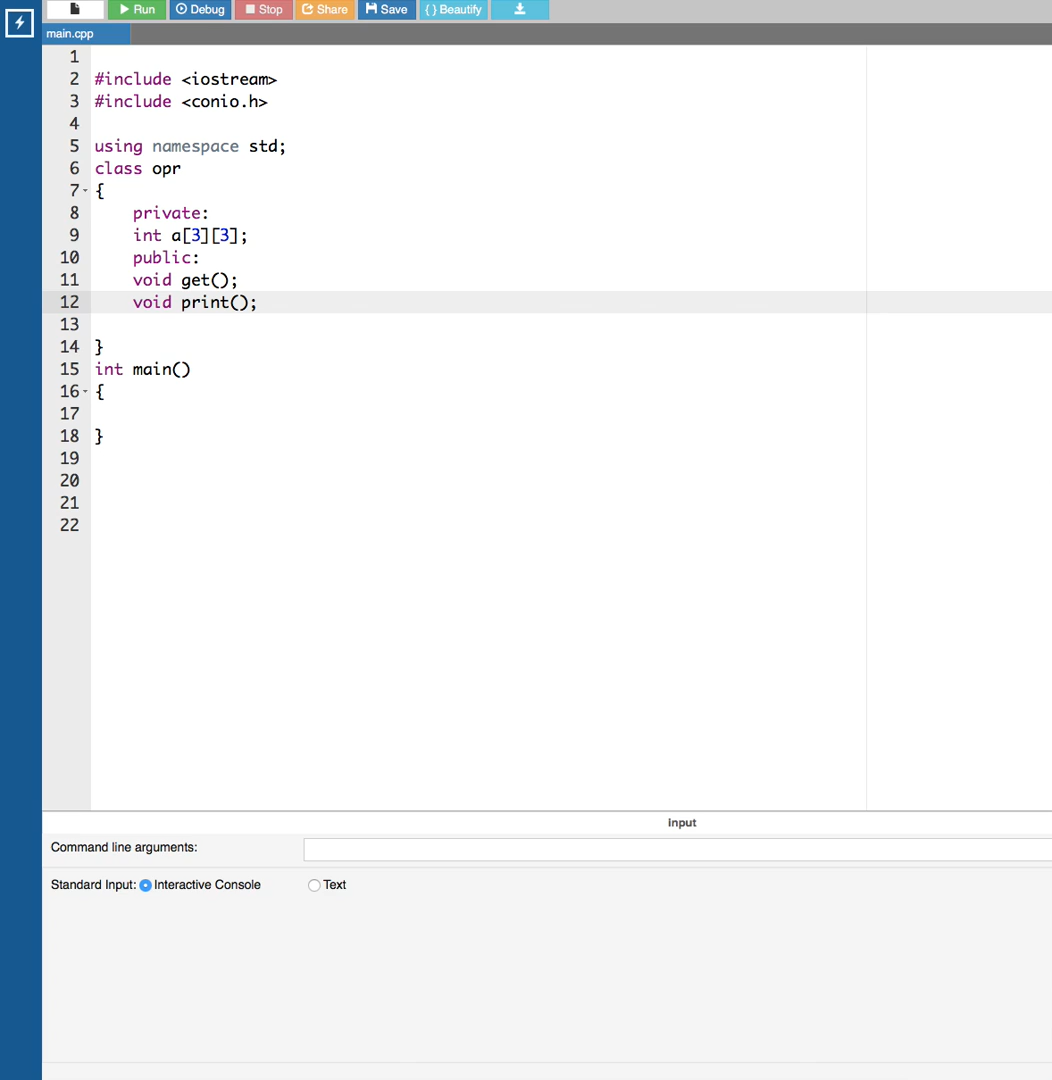 Run Debug Stop Share Save {} Beautify
main.cpp
1
2 #include <iostream>
3 #include <conio.h>
4
5 using namespace std;
6 class opr
7 {
8 private:
9 int a[3][3];
10 public:
11 void get();
12 void print();
13
14 }
15 int main()
16 {
17
18 }
19
20
21
22
input
Command line arguments:
Standard Input: Interactive Console Text